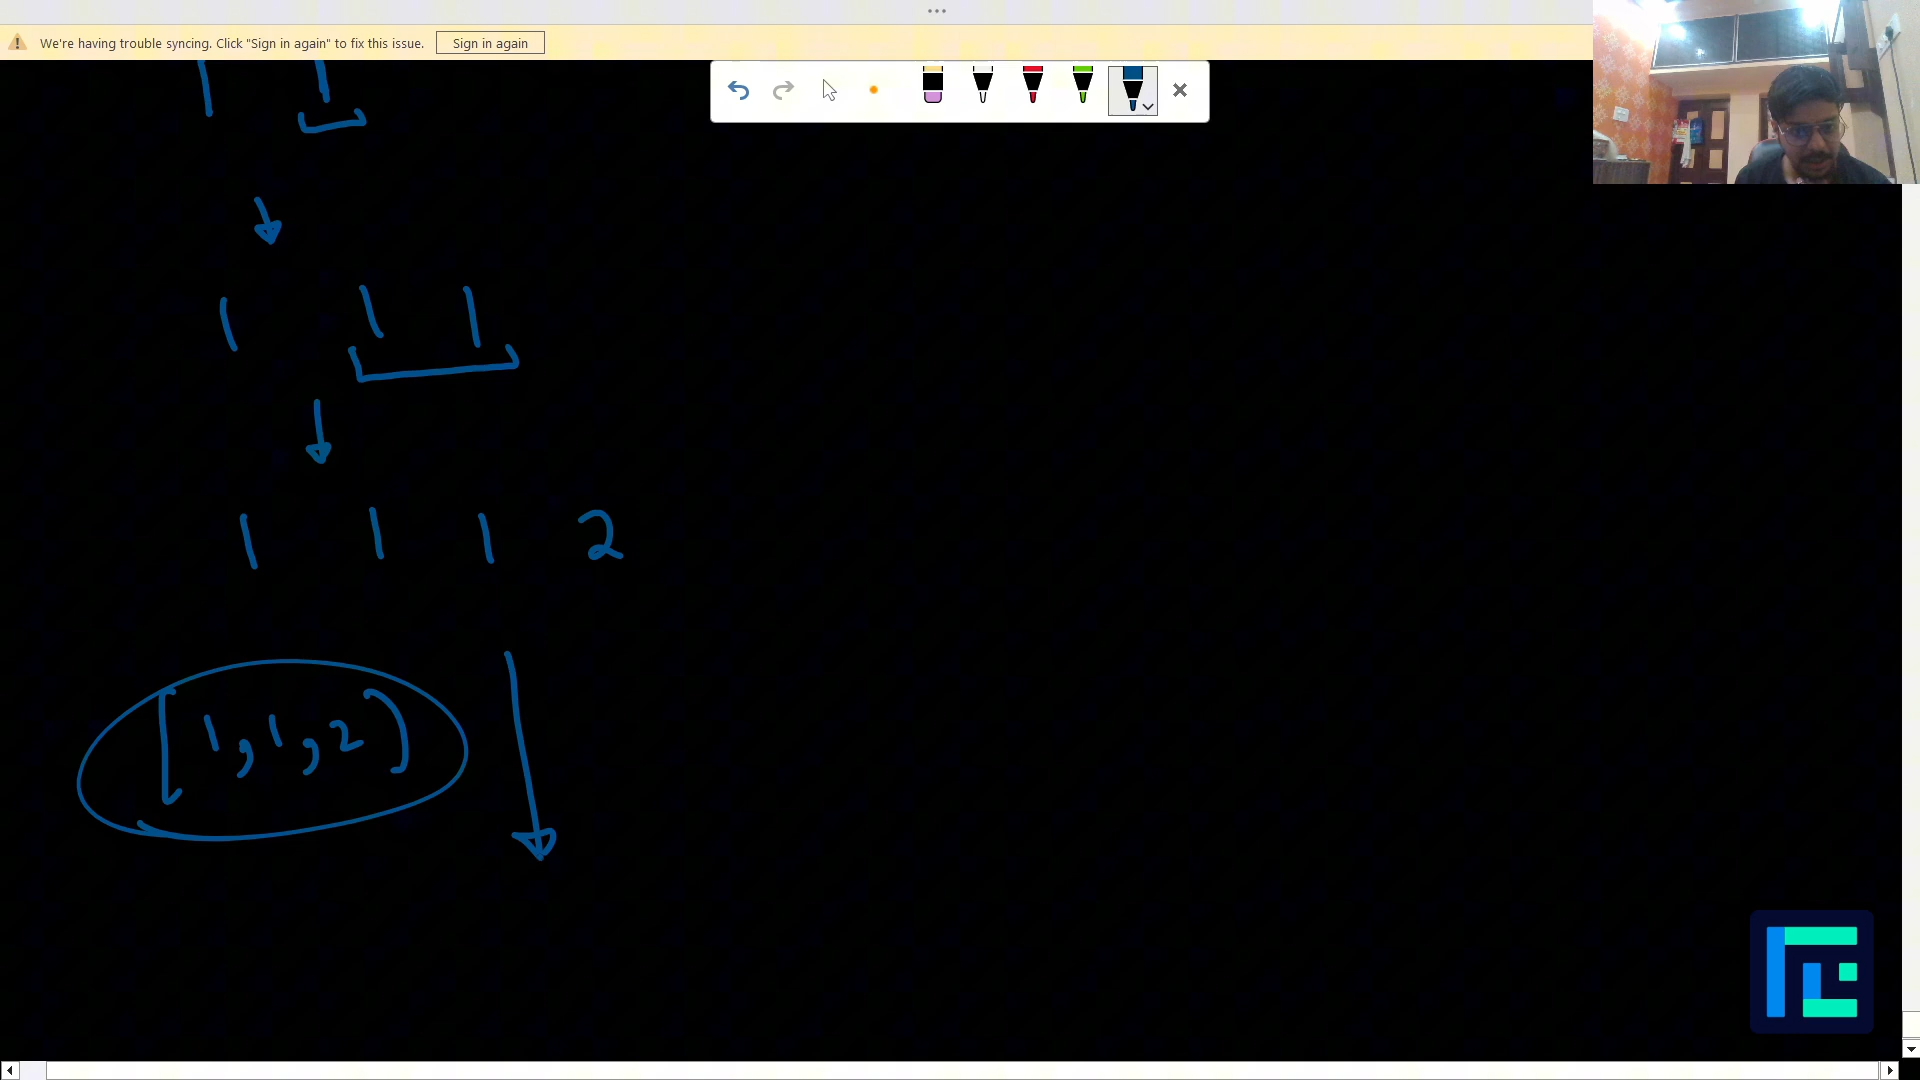 We're having trouble syncing. Click "Sign in again" to fix this issue. Sign in again
1 1
1 1 1
1 1 1 2
[1,1,2)